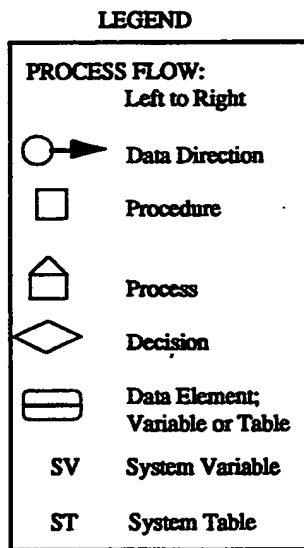 LEGEND
PROCESS FLOW:
Left to Right
Data Direction
Procedure
Process
Decision
Data Element;
Variable or Table
SV System Variable
ST System Table